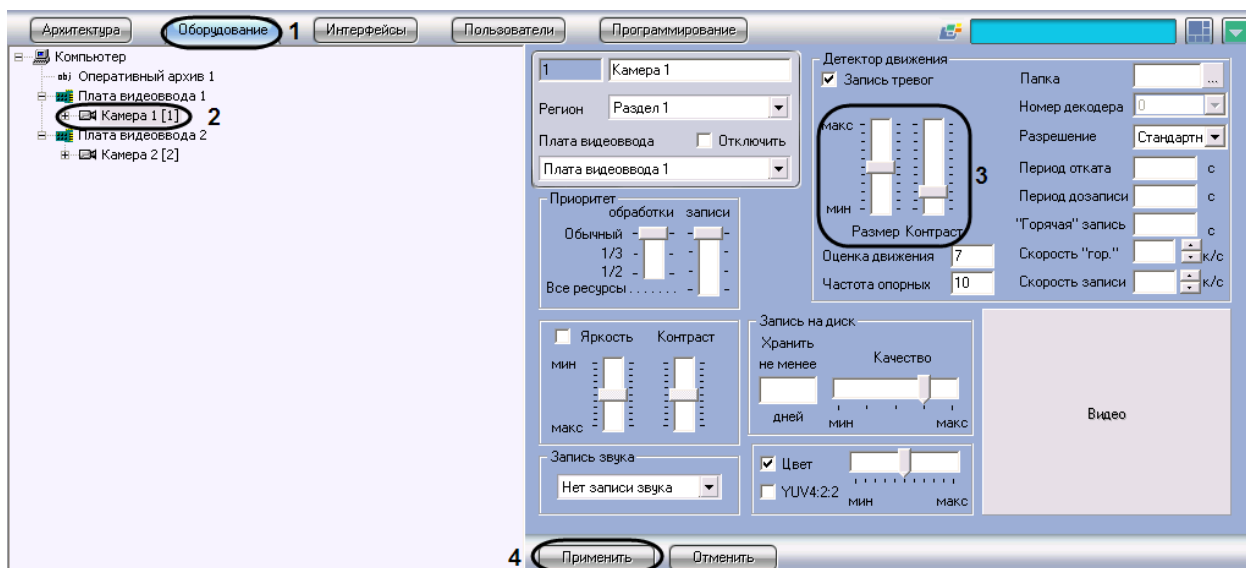 Архитектура Оборудование 1 Интерфейсы Пользователи Программирование
Компьютер
obj Оперативный архив 1
Плата видеоввода 1
Камера 1 [1] 2
Плата видеоввода 2
Камера 2 [2]
1 Камера 1
Регион Раздел 1
Плата видеоввода Отключить
Плата видеоввода 1
Приоритет
обработки записи
Обычный
1/3
1/2
Все ресурсы.......
Яркость Контраст
мин
макс
Запись звука
Нет записи звука
Детектор движения
Запись тревог
макс
мин
3
Размер Контраст
Оценка движения 7
Частота опорных 10
Папка ...
Номер декодера 0
Разрешение Стандартн
Период отката с
Период дозаписи с
"Горячая" запись с
Скорость "гор." к/с
Скорость записи к/с
Запись на диск
Хранить
не менее
дней
Качество
мин макс
Цвет
YUV4:2:2
мин макс
Видео
4 Применить Отменить